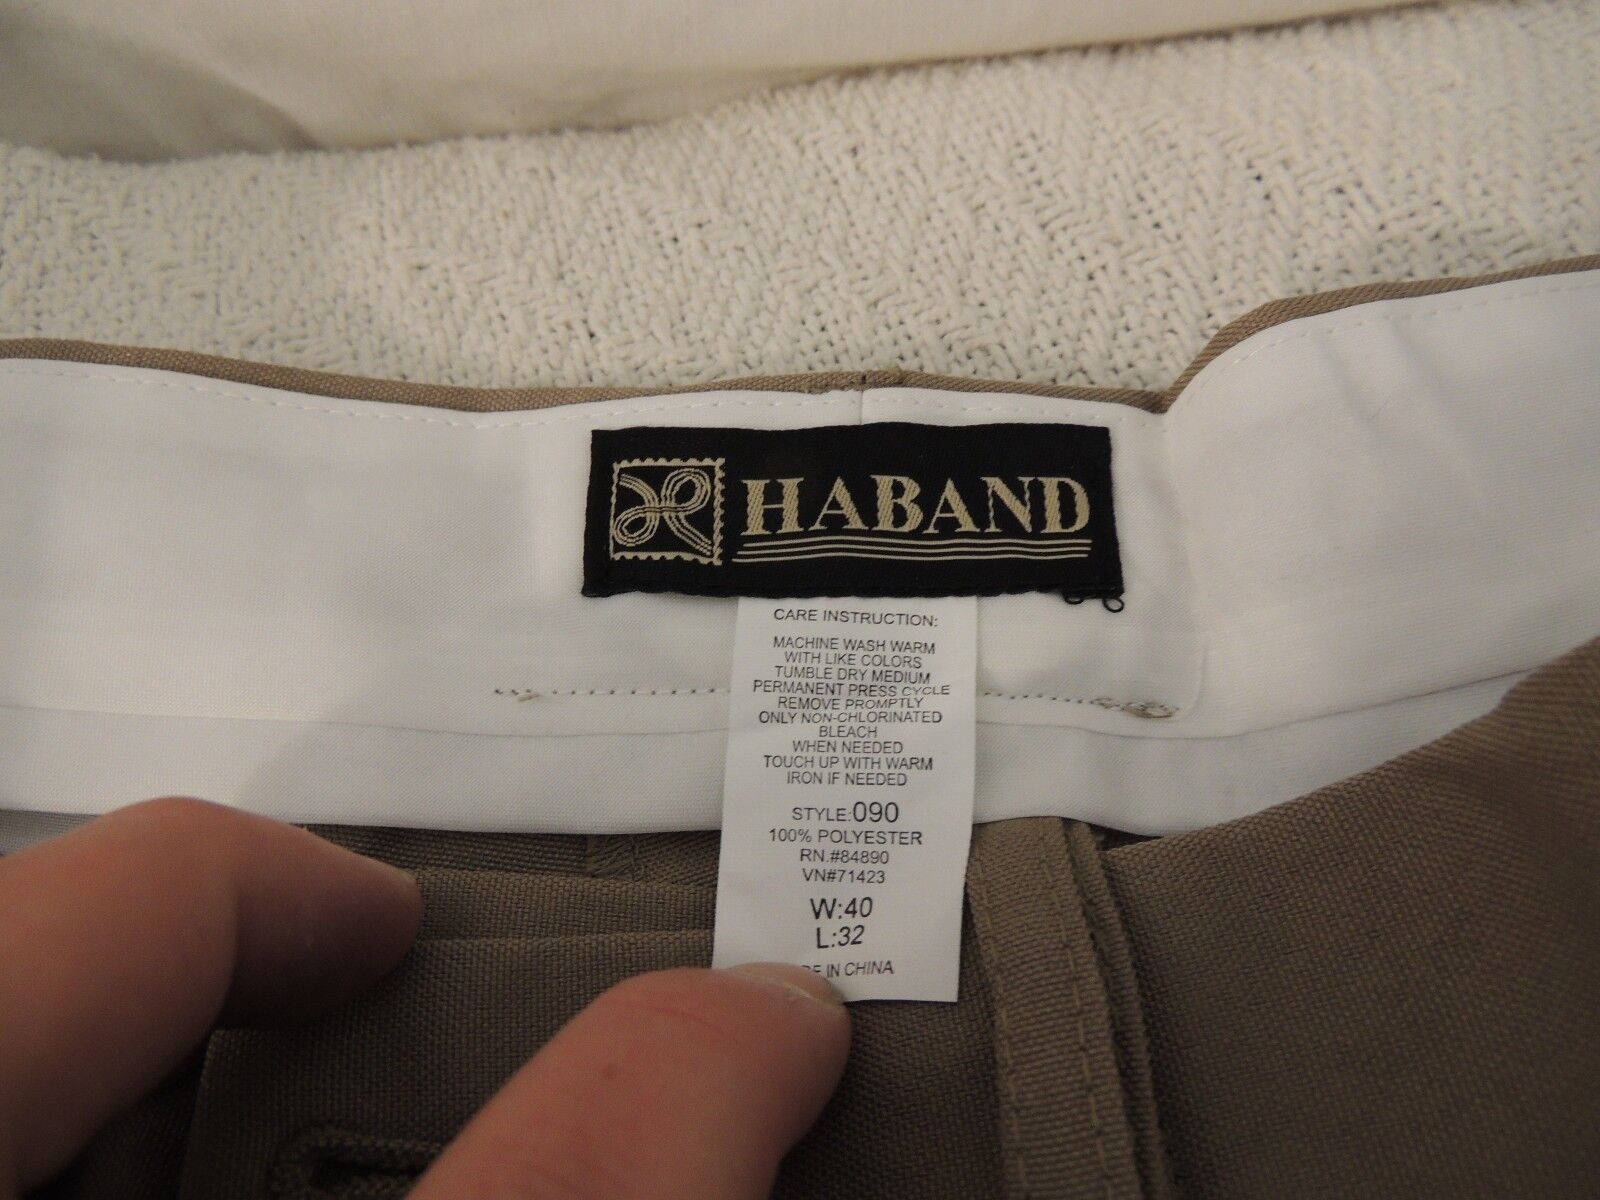 HABAND
CARE INSTRUCTION:
MACHINE WASH WARM
WITH LIKE COLORS
TUMBLE DRY MEDIUM
PERMANENT PRESS CYCLE
REMOVE PROMPTLY
ONLY NON-CHLORINATED
BLEACH
WHEN NEEDED
TOUCH UP WITH WARM
IRON IF NEEDED
STYLE:090
100% POLYESTER
RN.#84890
VN#71423
W:40
L:32
IN CHINA